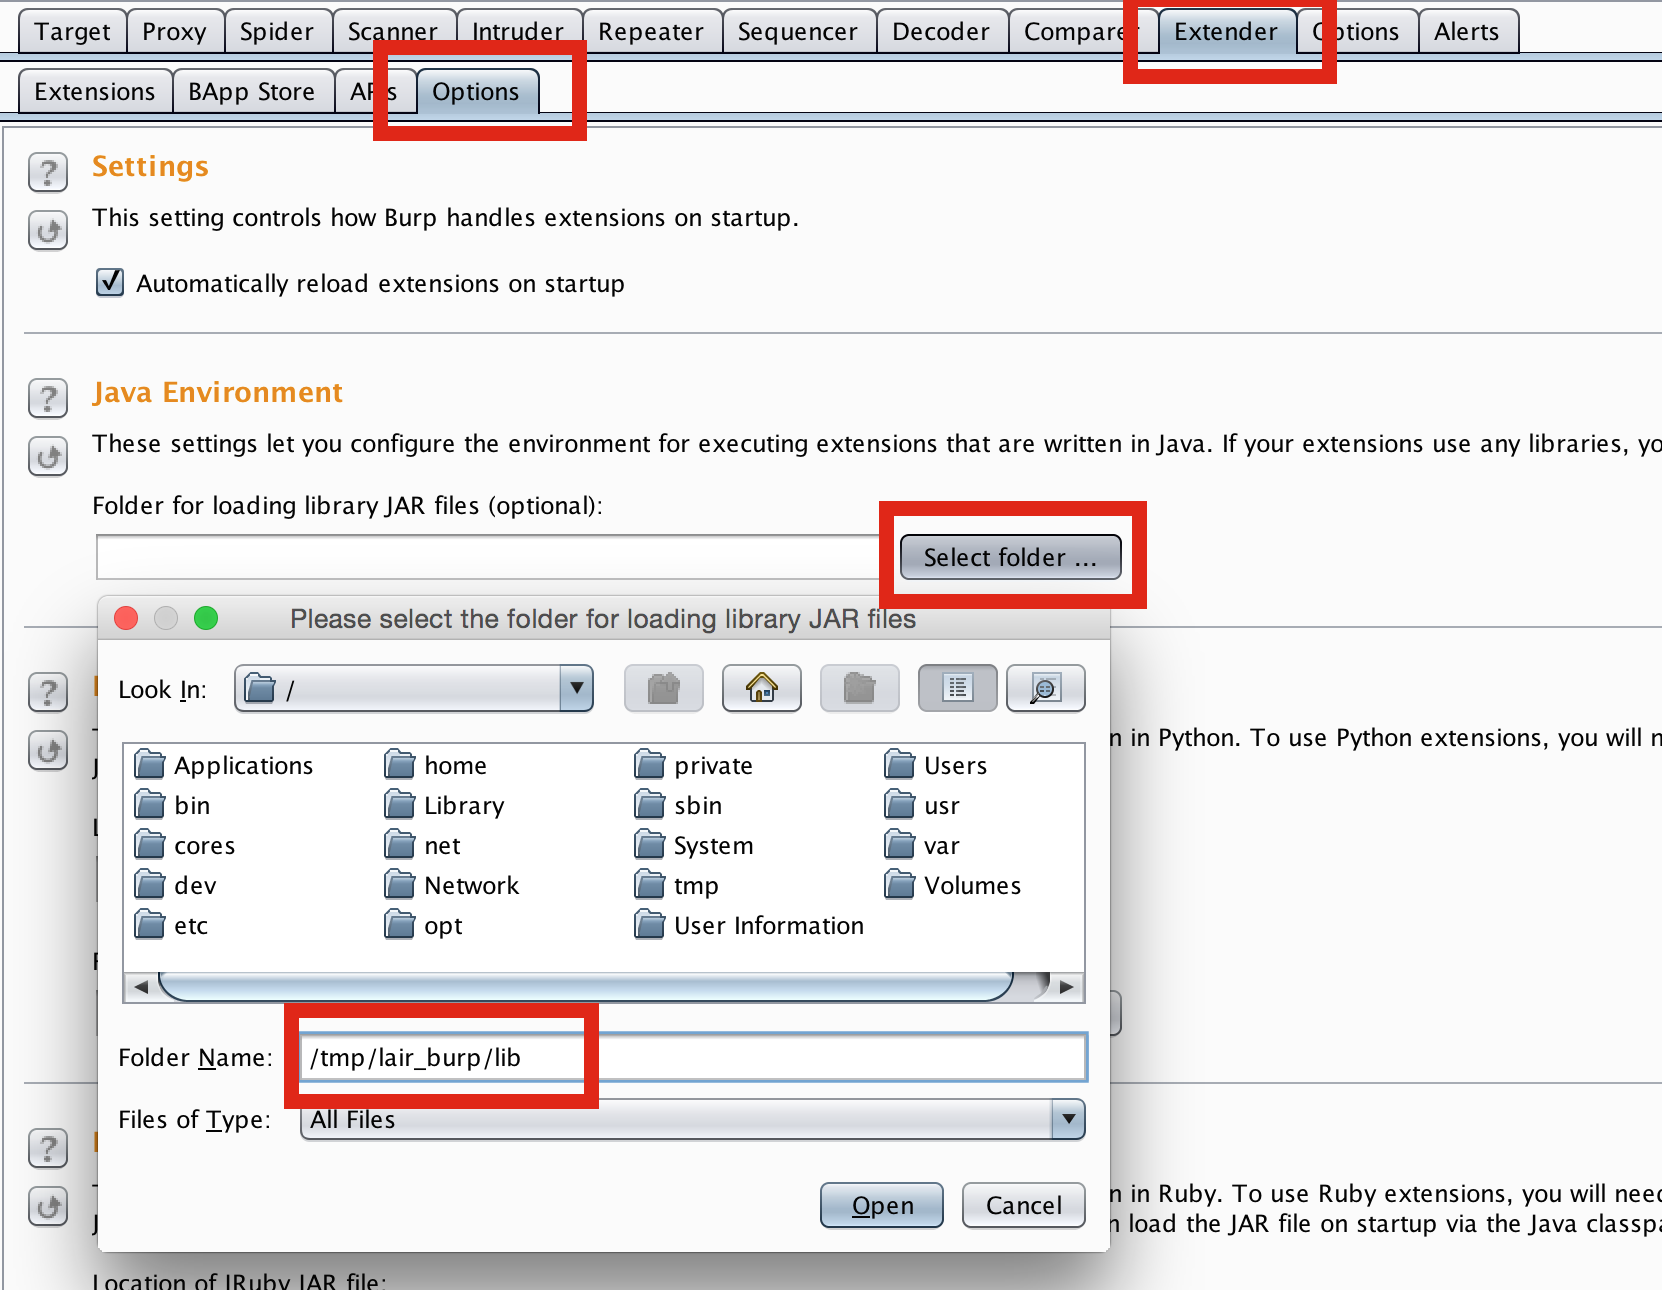 Target Proxy Spider Scanner Intruder Repeater Sequencer Decoder Comparer Extender Options Alerts
Extensions BApp Store APIs Options
Settings
This setting controls how Burp handles extensions on startup.
Automatically reload extensions on startup
Java Environment
These settings let you configure the environment for executing extensions that are written in Java. If your extensions use any libraries, yo
Folder for loading library JAR files (optional):
Select folder ...
Please select the folder for loading library JAR files
Look In: /
Applications home private Users
bin Library sbin usr
cores net System var
dev Network tmp Volumes
etc opt User Information
n in Python. To use Python extensions, you will n
Folder Name: /tmp/lair_burp/lib
Files of Type: All Files
Open Cancel
n in Ruby. To use Ruby extensions, you will need
n load the JAR file on startup via the Java classpa
Location of JRuby JAR file: